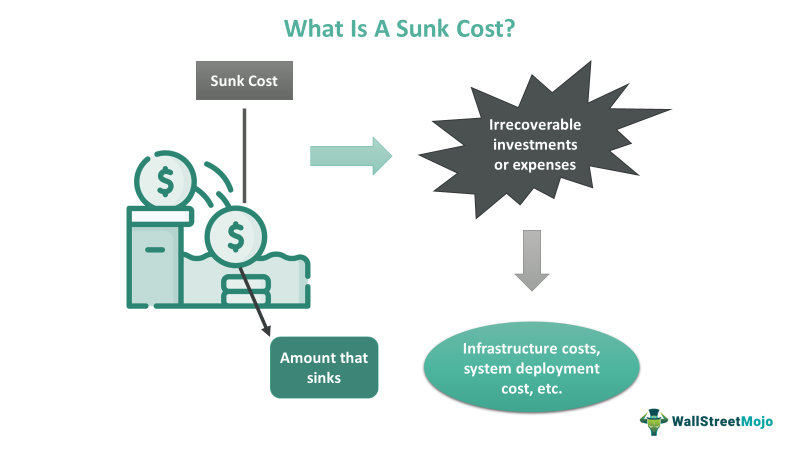 What Is A Sunk Cost?
Sunk Cost
$
$
Irrecoverable
investments
or expenses
Amount that
sinks
Infrastructure costs,
system deployment
cost, etc.
WallStreetMojo